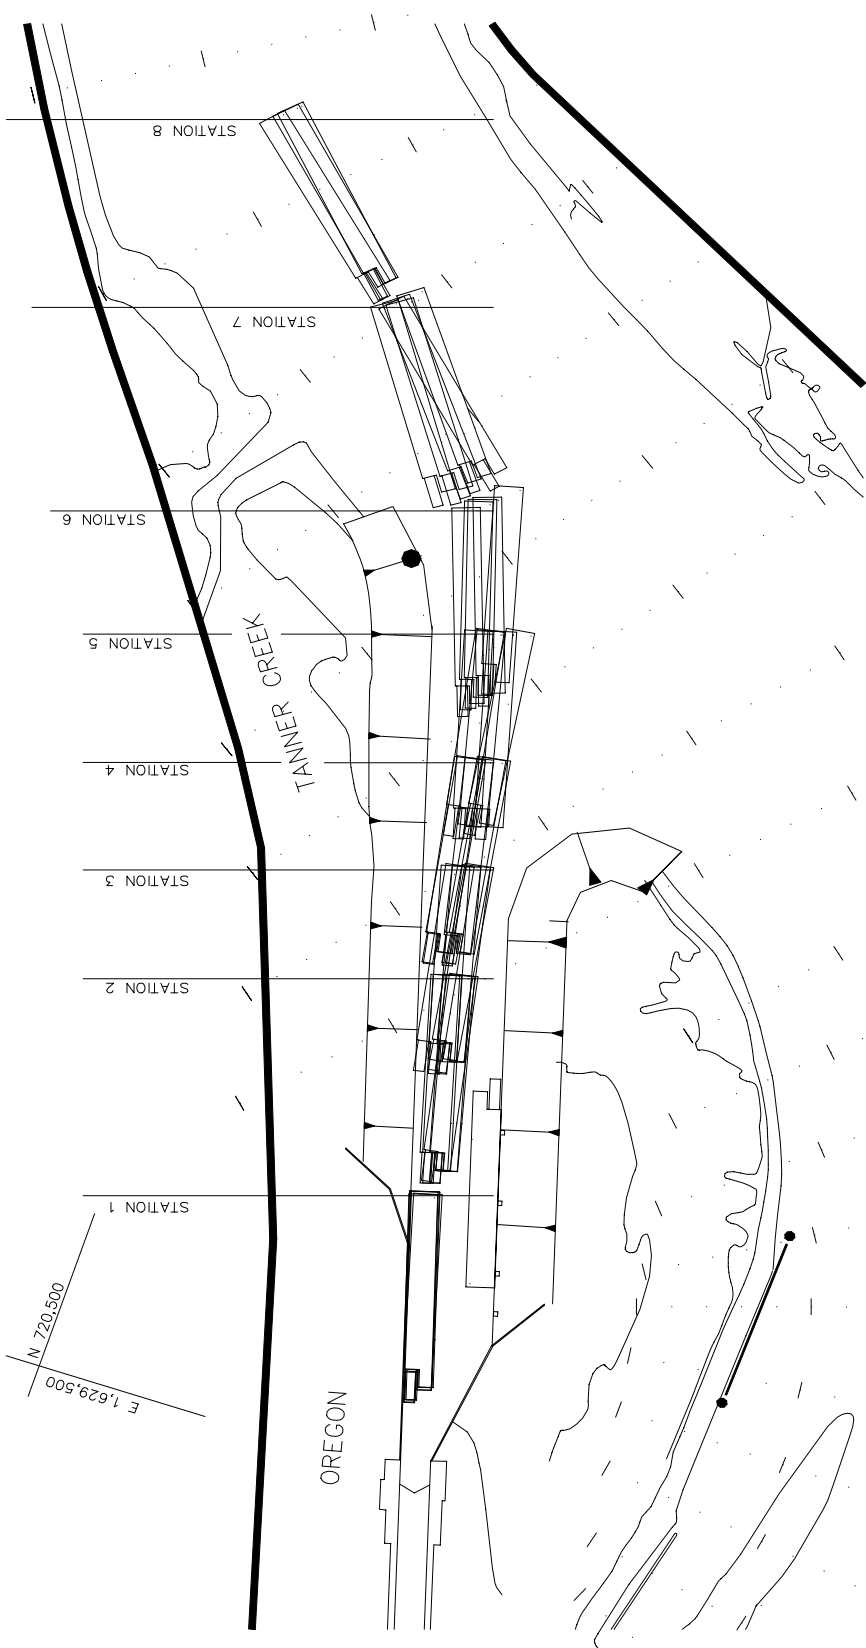 STATION 8
STATION 7
STATION 6
STATION 5
TANNER CREEK
STATION 4
STATION 3
STATION 2
STATION 1
N 720,500
E 1,629,500
OREGON